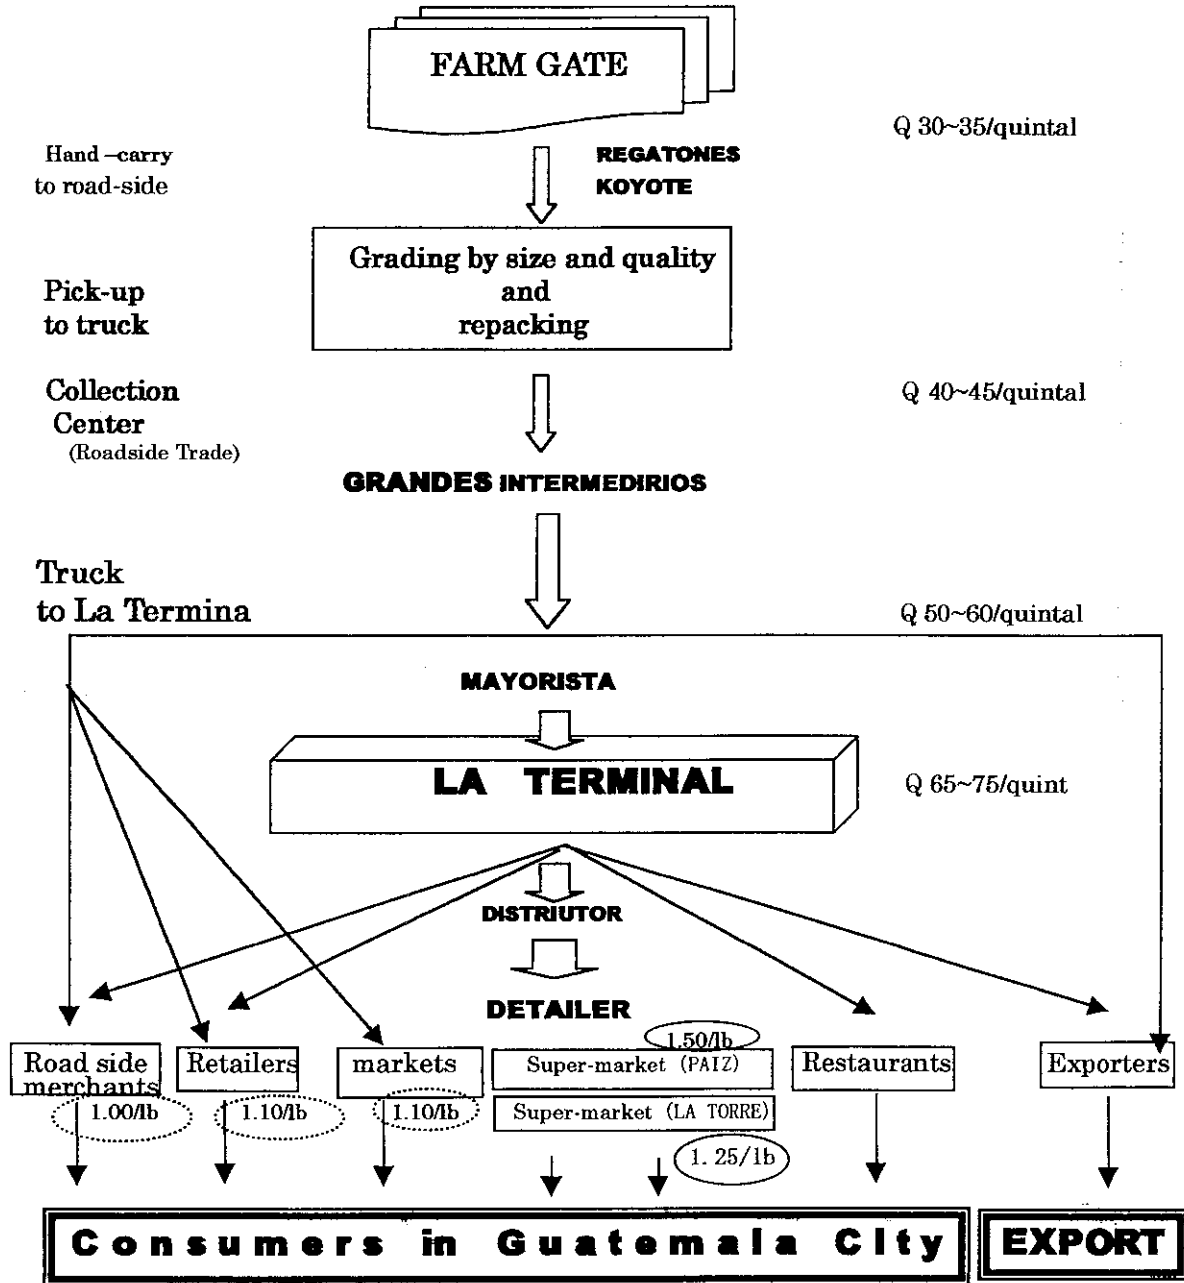 FARM GATE
Q 30~35/quintal
Hand –carry
to road-side
REGATONES
KOYOTE
Grading by size and quality
and
repacking
Pick-up
to truck
Collection
Center
(Roadside Trade)
Q 40~45/quintal
GRANDES INTERMEDIRIOS
Truck
to La Termina
Q 50~60/quintal
MAYORISTA
LA TERMINAL
Q 65~75/quint
DISTRIUTOR
DETAILER
Road side
merchants
1.00/lb
Retailers
1.10/lb
markets
1.10/lb
1.50/lb
Super-market (PAIZ)
Super-market (LA TORRE)
1.25/lb
Restaurants
Exporters
Consumers in Guatemala CIty
EXPORT